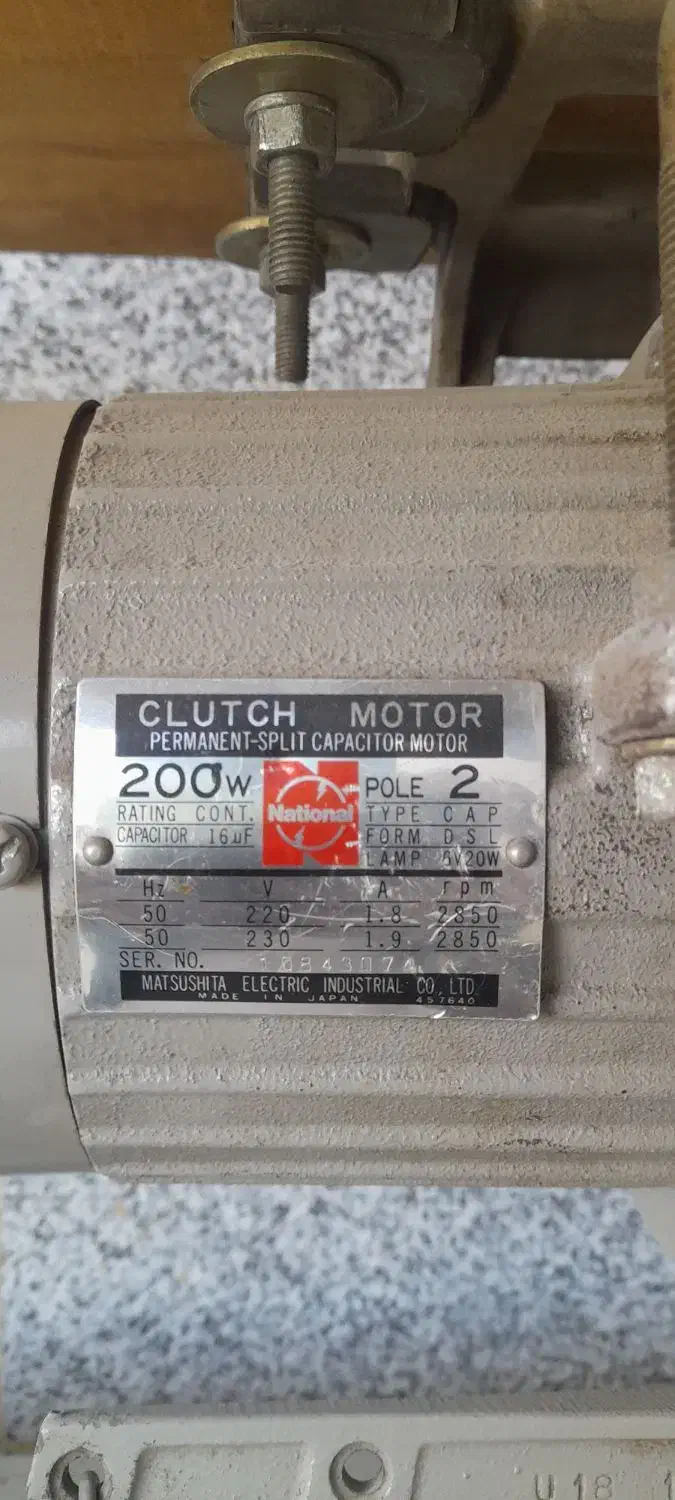 CLUTCH MOTOR
PERMANENT-SPLIT CAPACITOR MOTOR
200W National POLE 2
RATING CONT. TYPE CAP
CAPACITOR 16µF FORM DSL
LAMP 6V20W
Hz V A rpm
50 220 1.8 2850
50 230 1.9 2850
SER. NO.
MATSUSHITA ELECTRIC INDUSTRIAL CO., LTD.
MADE IN JAPAN 457640
U 18